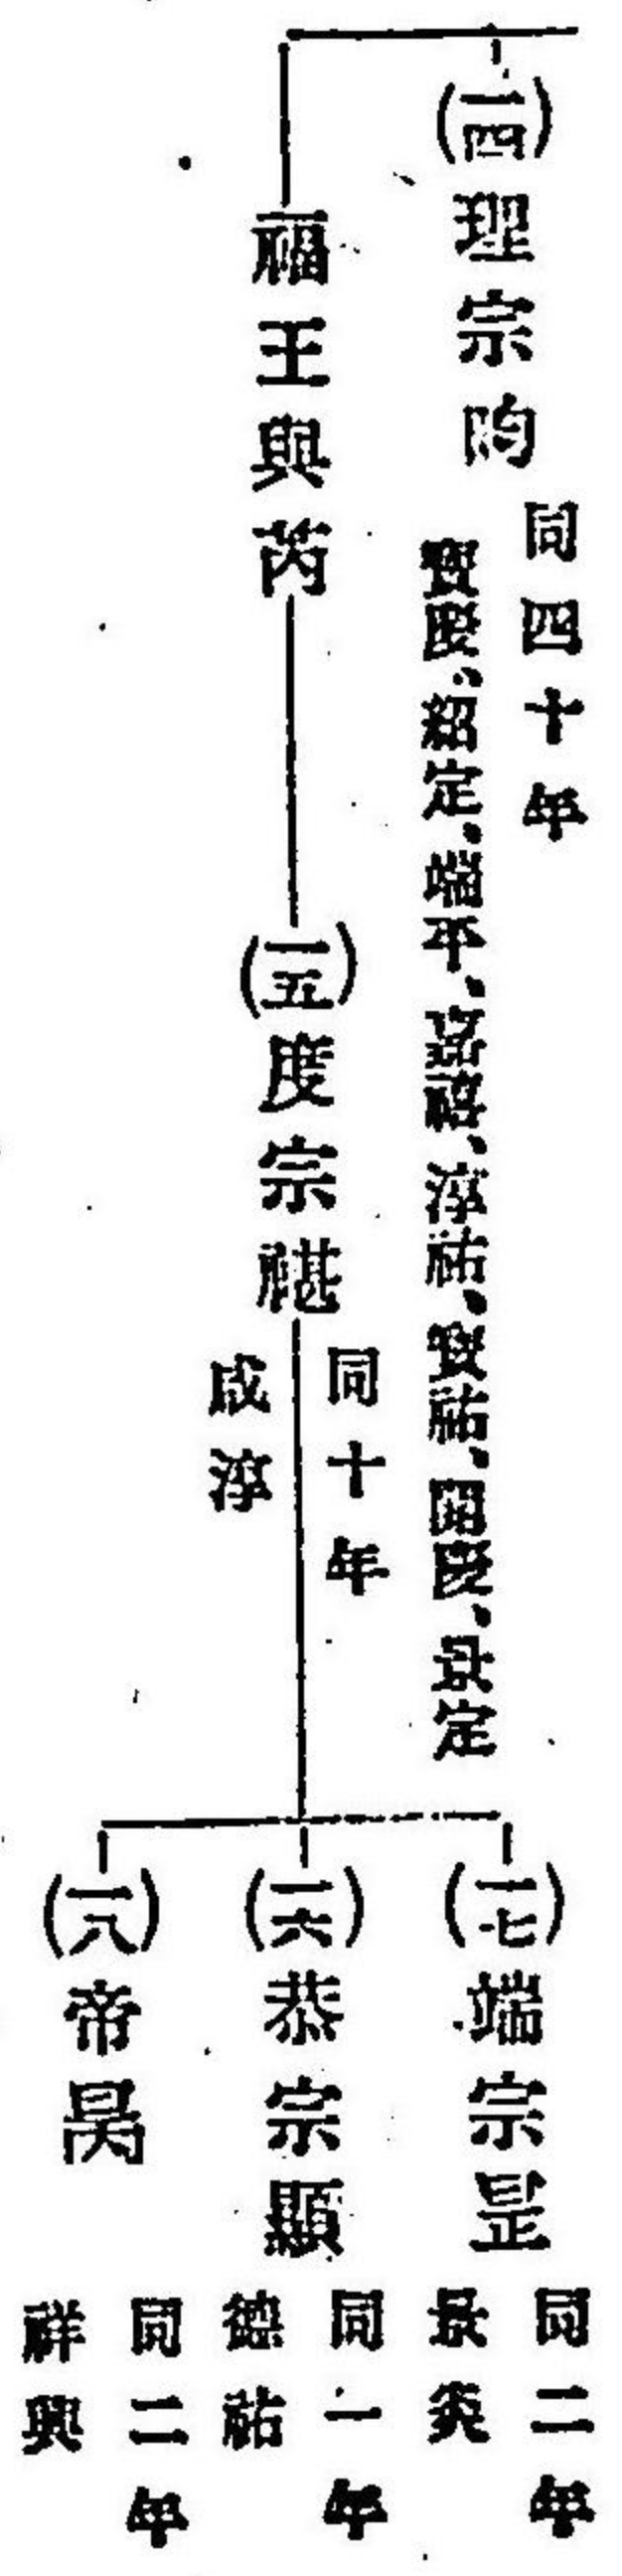 (一四)理宗昀
同四十年
寶慶、紹定、端平、嘉熙、淳祐、寶祐、開慶、景定
福王與芮
(一五)度宗禥
同十年
咸淳
(一七)端宗昰
同二年
景炎
(一六)恭宗顯
同一年
德祐
(一八)帝昺
同二年
祥興